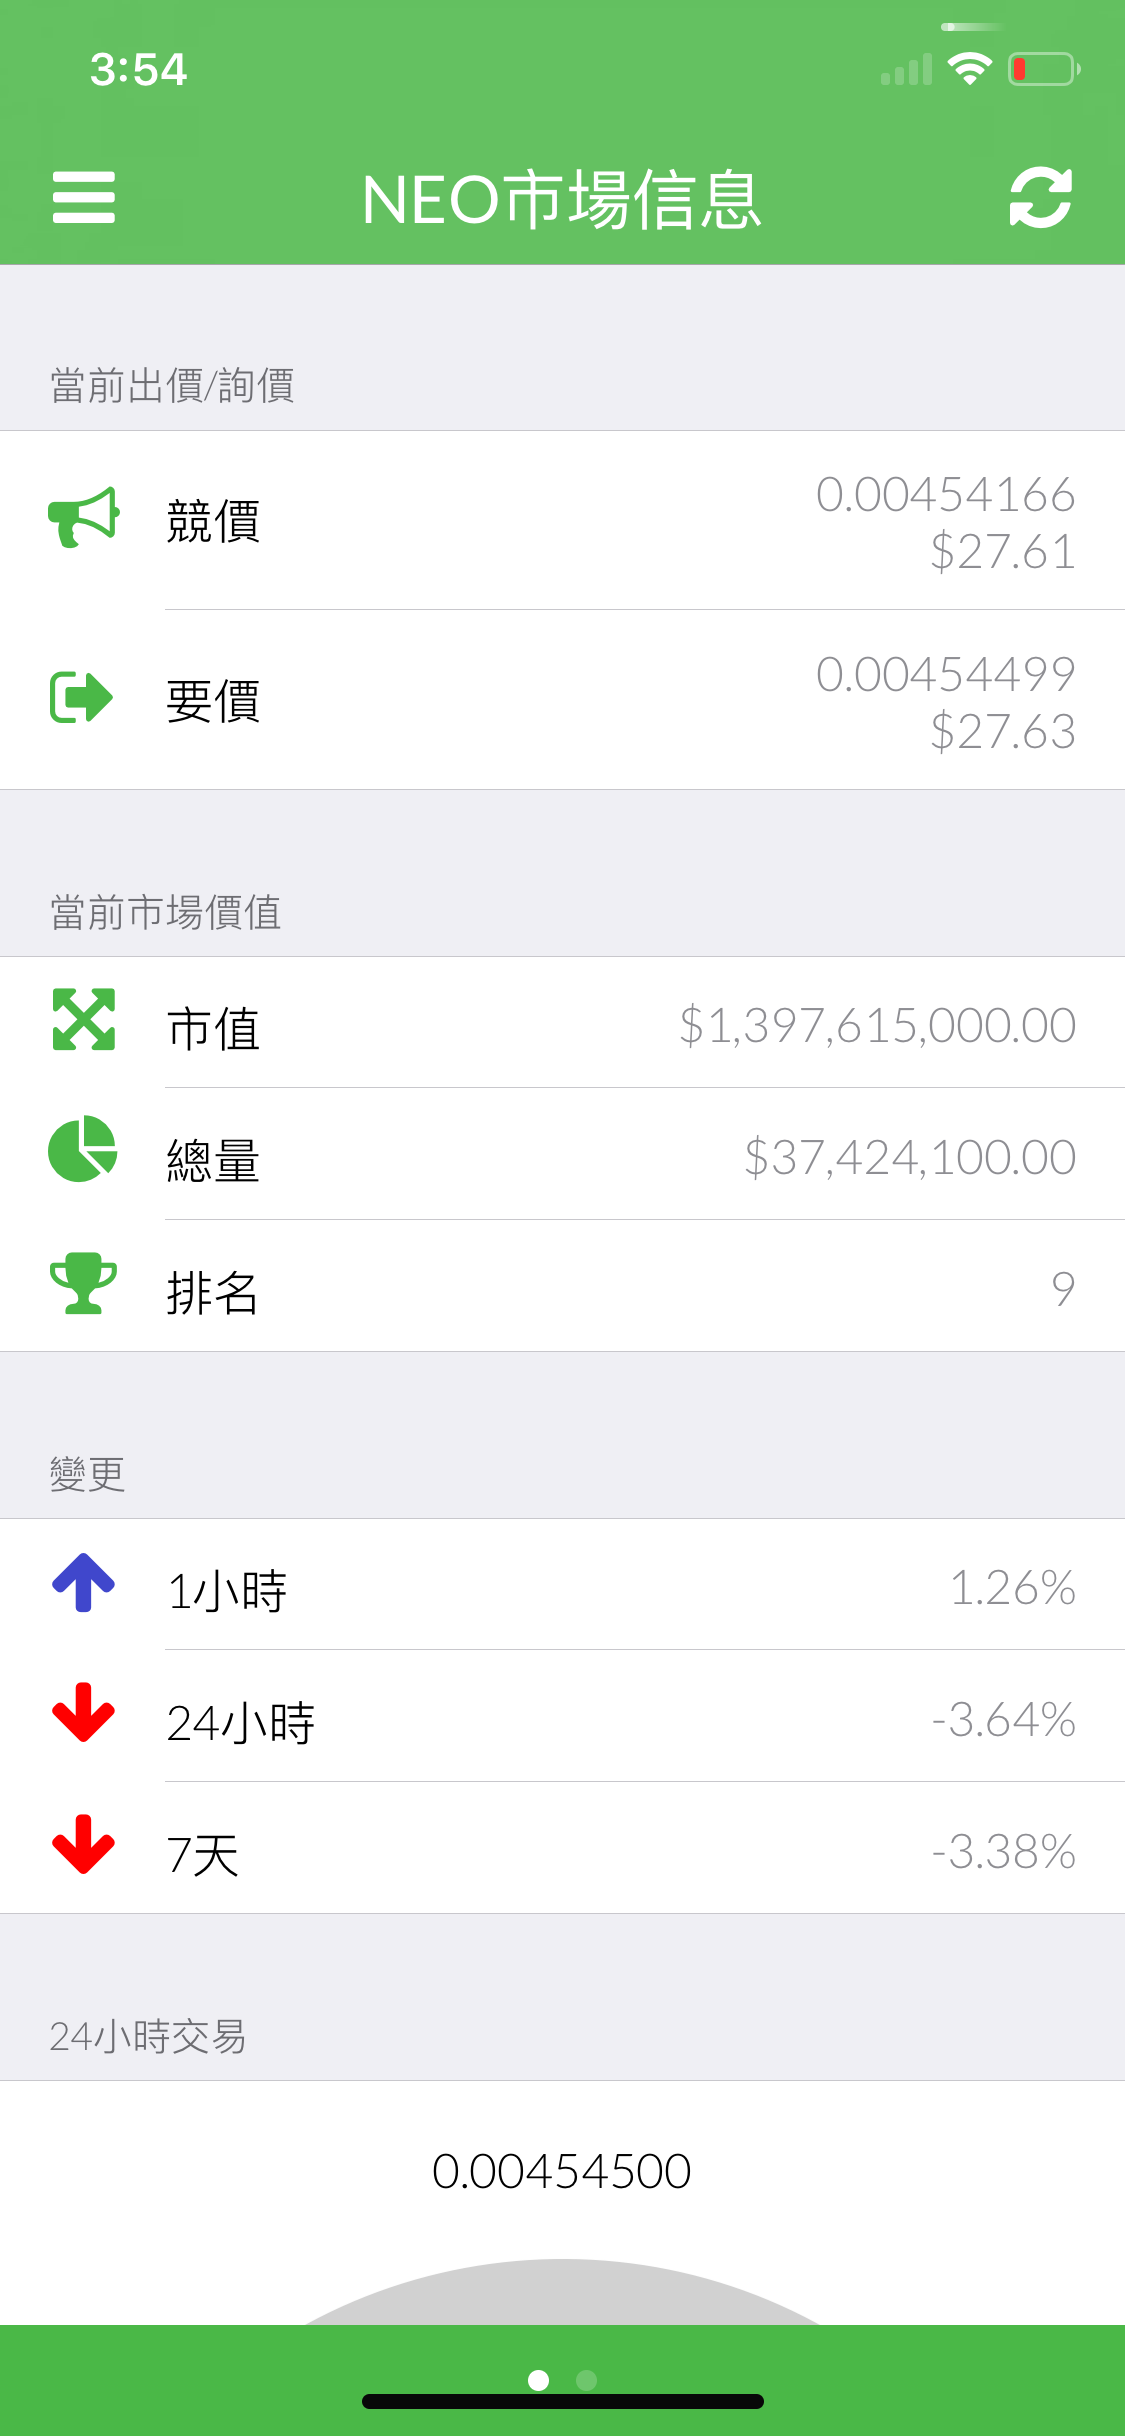 3:54
NEO市場信息
當前出價/詢價
競價
0.00454166
$27.61
要價
0.00454499
$27.63
當前市場價值
市值
$1,397,615,000.00
總量
$37,424,100.00
排名
9
變更
1小時
1.26%
24小時
-3.64%
7天
-3.38%
24小時交易
0.00454500